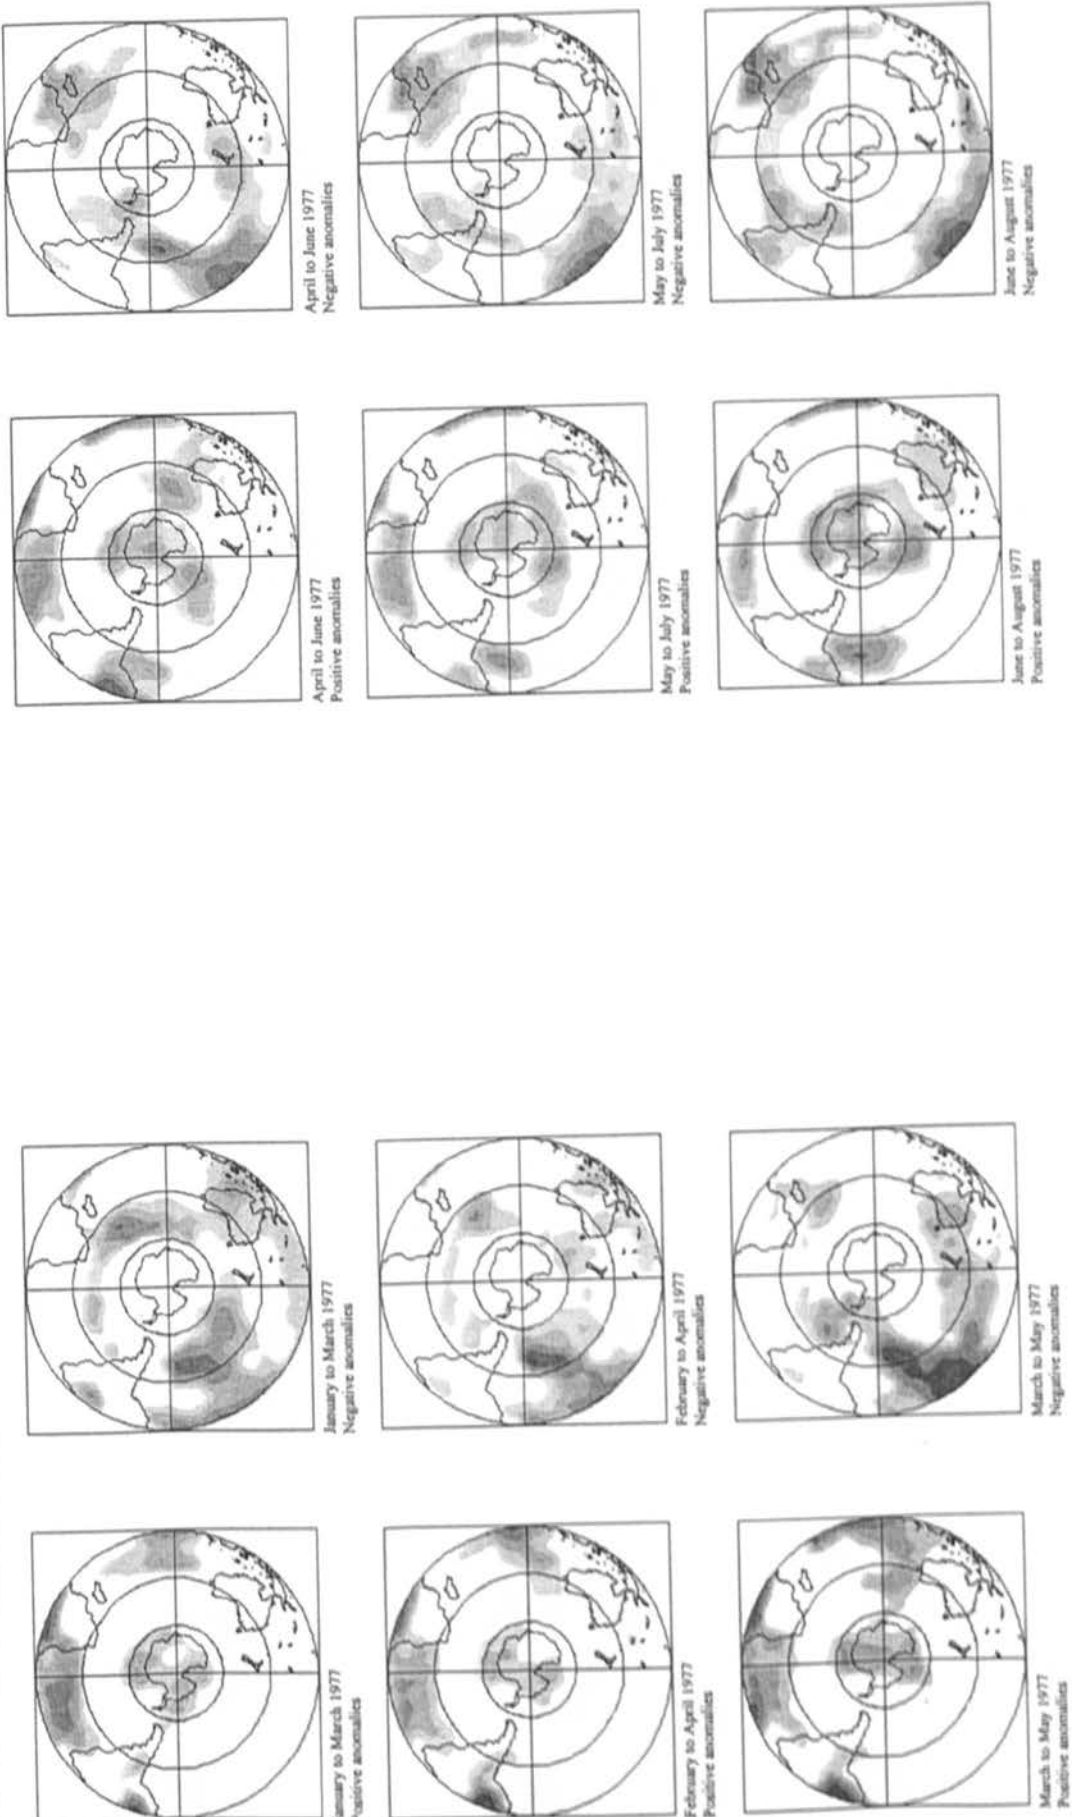 January to March 1977
Positive anomalies
January to March 1977
Negative anomalies
April to June 1977
Positive anomalies
April to June 1977
Negative anomalies
February to April 1977
Positive anomalies
February to April 1977
Negative anomalies
May to July 1977
Positive anomalies
May to July 1977
Negative anomalies
March to May 1977
Positive anomalies
March to May 1977
Negative anomalies
June to August 1977
Positive anomalies
June to August 1977
Negative anomalies